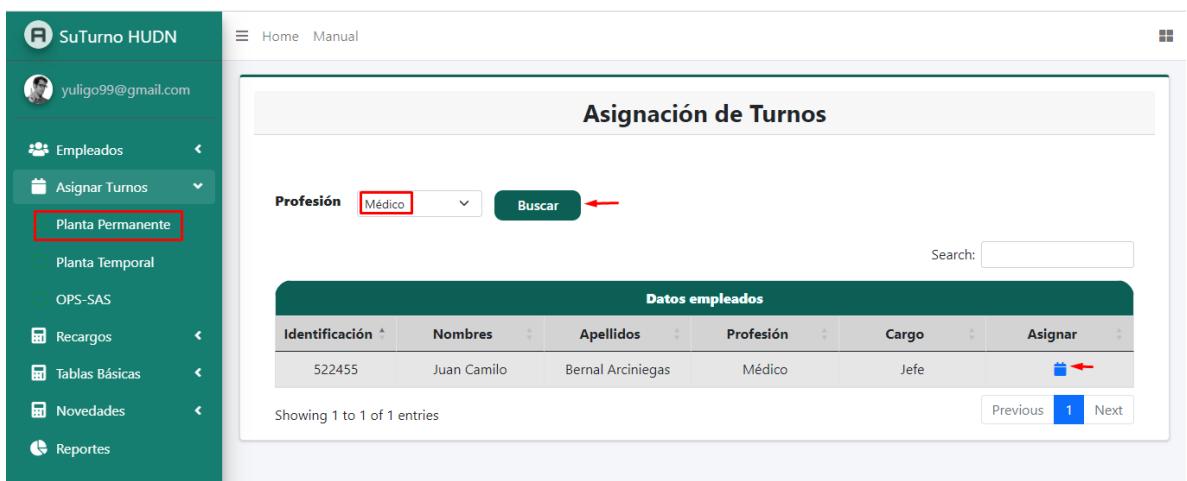 SuTurno HUDN
Home Manual
yuligo99@gmail.com
Empleados
Asignar Turnos
Planta Permanente
Planta Temporal
OPS-SAS
Recargos
Tablas Básicas
Novedades
Reportes
Asignación de Turnos
Profesión Médico Buscar
Search:
Datos empleados
Identificación Nombres Apellidos Profesión Cargo Asignar
522455 Juan Camilo Bernal Arciniegas Médico Jefe
Showing 1 to 1 of 1 entries
Previous 1 Next